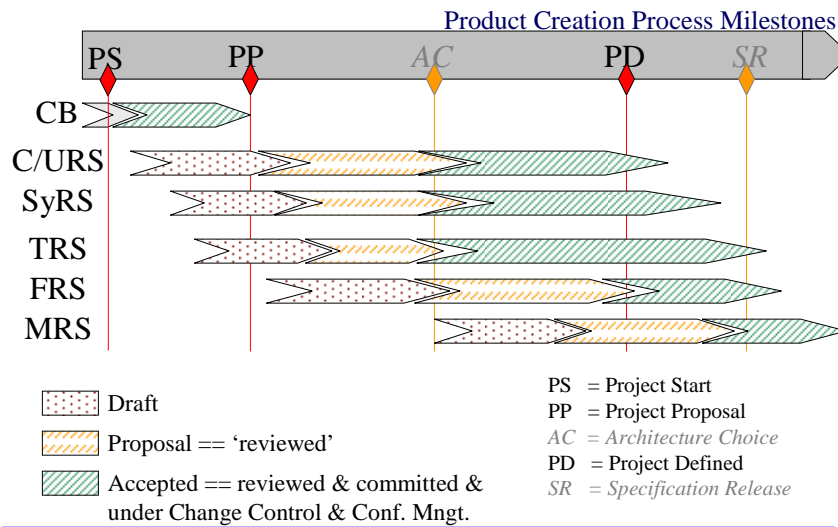 Product Creation Process Milestones
PS PP AC PD SR
CB
C/URS
SyRS
TRS
FRS
MRS
Draft
Proposal == ‘reviewed’
Accepted == reviewed & committed &
under Change Control & Conf. Mngt.
PS = Project Start
PP = Project Proposal
AC = Architecture Choice
PD = Project Defined
SR = Specification Release